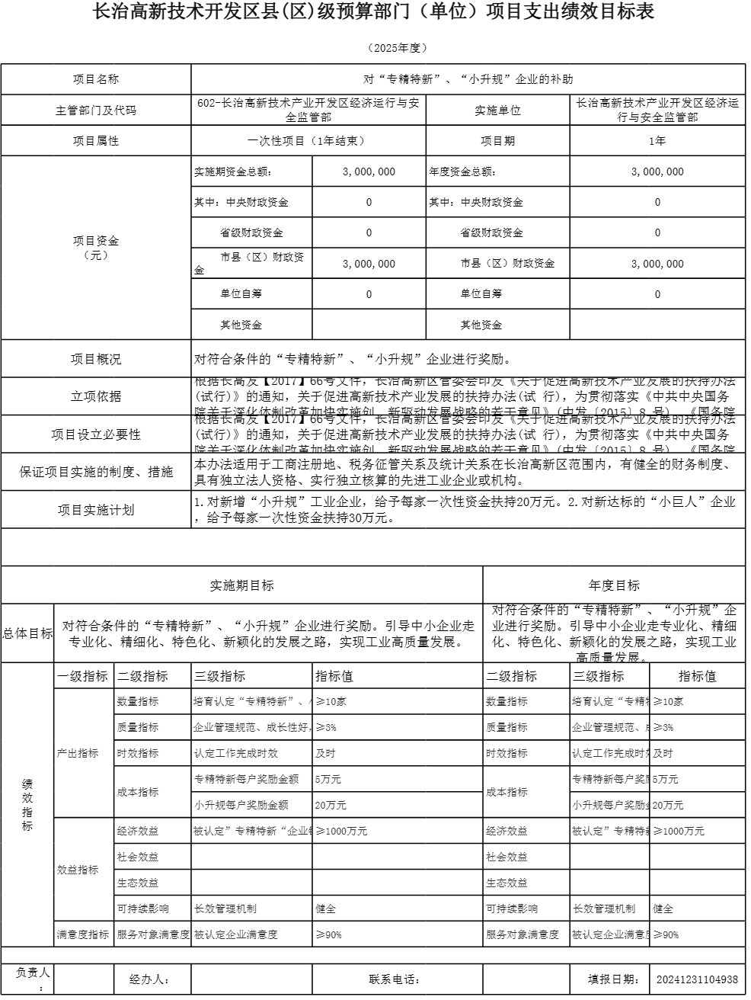 长治高新技术开发区县(区)级预算部门（单位）项目支出绩效目标表
（2025年度）
项目名称 对“专精特新”、“小升规”企业的补助
主管部门及代码 602-长治高新技术产业开发区经济运行与安全监管部 实施单位 长治高新技术产业开发区经济运行与安全监管部
项目属性 一次性项目（1年结束） 项目期 1年
项目资金（元）
实施期资金总额： 3,000,000 年度资金总额： 3,000,000
其中：中央财政资金 0 其中：中央财政资金 0
省级财政资金 0 省级财政资金 0
市县（区）财政资金 3,000,000 市县（区）财政资金 3,000,000
单位自筹 0 单位自筹 0
其他资金 其他资金
项目概况 对符合条件的“专精特新”、“小升规”企业进行奖励。
立项依据
根据长高发【2017】66号文件，长治高新区管委会印发《关于促进高新技术产业发展的扶持办法
(试行)》的通知，关于促进高新技术产业发展的扶持办法(试 行)，为贯彻落实《中共中央国务
院关于深化体制改革加快实施创 新驱动发展战略的若干意见》(中发〔2015〕8 号)、《国务院
项目设立必要性
根据长高发【2017】66号文件，长治高新区管委会印发《关于促进高新技术产业发展的扶持办法
(试行)》的通知，关于促进高新技术产业发展的扶持办法(试 行)，为贯彻落实《中共中央国务
院关于深化体制改革加快实施创 新驱动发展战略的若干意见》(中发〔2015〕8 号)、《国务院
保证项目实施的制度、措施
本办法适用于工商注册地、税务征管关系及统计关系在长治高新区范围内，有健全的财务制度、
具有独立法人资格、实行独立核算的先进工业企业或机构。
项目实施计划
1.对新增“小升规”工业企业，给予每家一次性资金扶持20万元。2.对新达标的“小巨人”企业
，给予每家一次性资金扶持30万元。
实施期目标 年度目标
总体目标
对符合条件的“专精特新”、“小升规”企业进行奖励。引导中小企业走
专业化、精细化、特色化、新颖化的发展之路，实现工业高质量发展。
对符合条件的“专精特新”、“小升规”企
业进行奖励。引导中小企业走专业化、精细
化、特色化、新颖化的发展之路，实现工业
高质量发展。
绩效指标
一级指标 二级指标 三级指标 指标值 二级指标 三级指标 指标值
产出指标
数量指标 培育认定“专精特新”、 ≥10家 数量指标 培育认定“专精 ≥10家
质量指标 企业管理规范、成长性好， ≥3% 质量指标 企业管理规范、 ≥3%
时效指标 认定工作完成时效 及时 时效指标 认定工作完成时 及时
成本指标 专精特新每户奖励金额 5万元 成本指标 专精特新每户奖 5万元
小升规每户奖励金额 20万元 小升规每户奖励 20万元
效益指标
经济效益 被认定”专精特新“企业 ≥1000万元 经济效益 被认定”专精特 ≥1000万元
社会效益 社会效益
生态效益 生态效益
可持续影响 长效管理机制 健全 可持续影响 长效管理机制 健全
满意度指标 服务对象满意度 被认定企业满意度 ≥90% 服务对象满意度 被认定企业满意 ≥90%
负责人： 经办人： 联系电话： 填报日期： 20241231104938